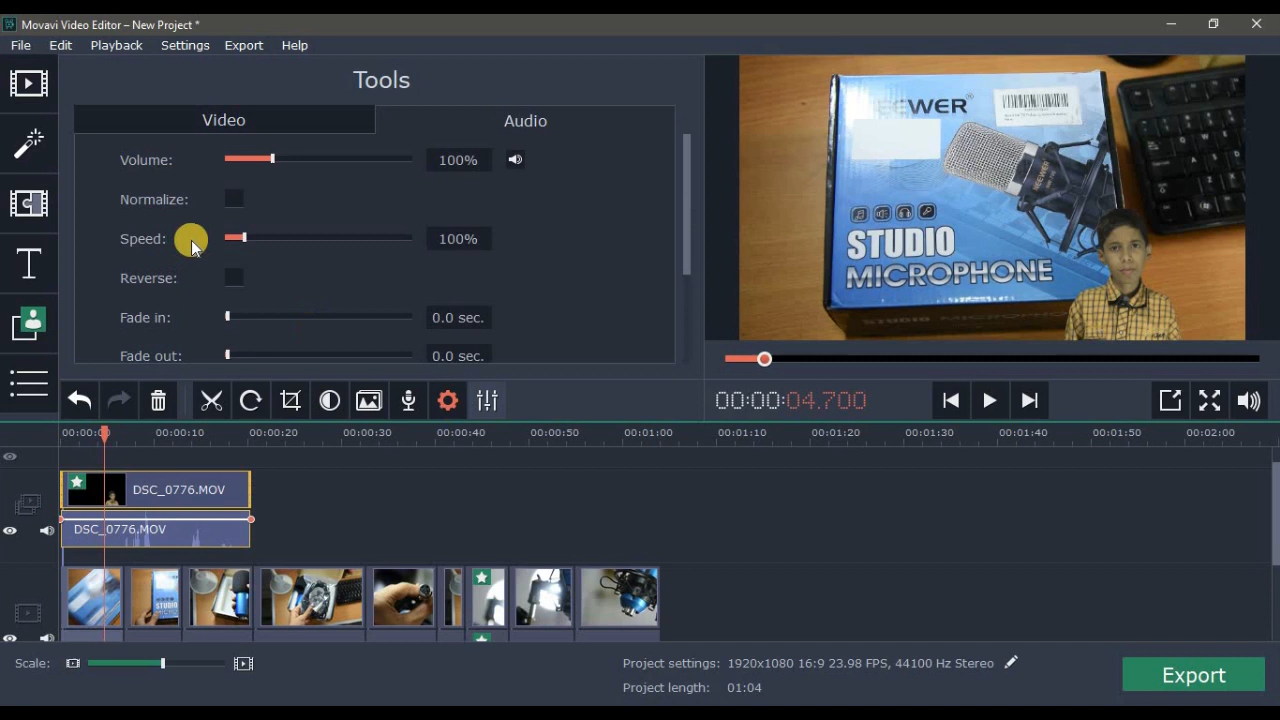 Movavi Video Editor – New Project *
File Edit Playback Settings Export Help
Tools
Video Audio
Volume: 100%
Normalize:
Speed: 100%
Reverse:
Fade in: 0.0 sec.
Fade out: 0.0 sec.
NEEWER
NEEWER
STUDIO
MICROPHONE
00:00:04.700
00:00:0 00:00:10 00:00:20 00:00:30 00:00:40 00:00:50 00:01:00 00:01:10 00:01:20 00:01:30 00:01:40 00:01:50 00:02:00
DSC_0776.MOV
DSC_0776.MOV
STUDIO
Scale:
Project settings: 1920x1080 16:9 23.98 FPS, 44100 Hz Stereo
Project length: 01:04
Export